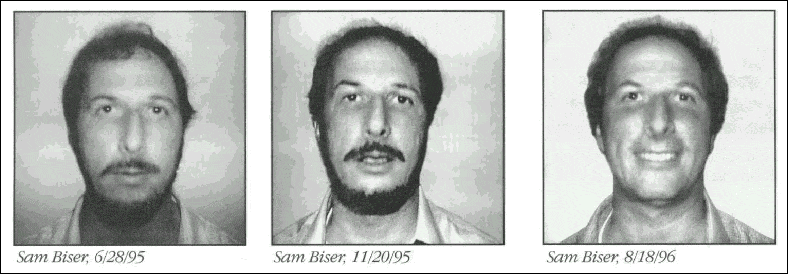 Sam Biser, 6/28/95
Sam Biser, 11/20/95
Sam Biser, 8/18/96